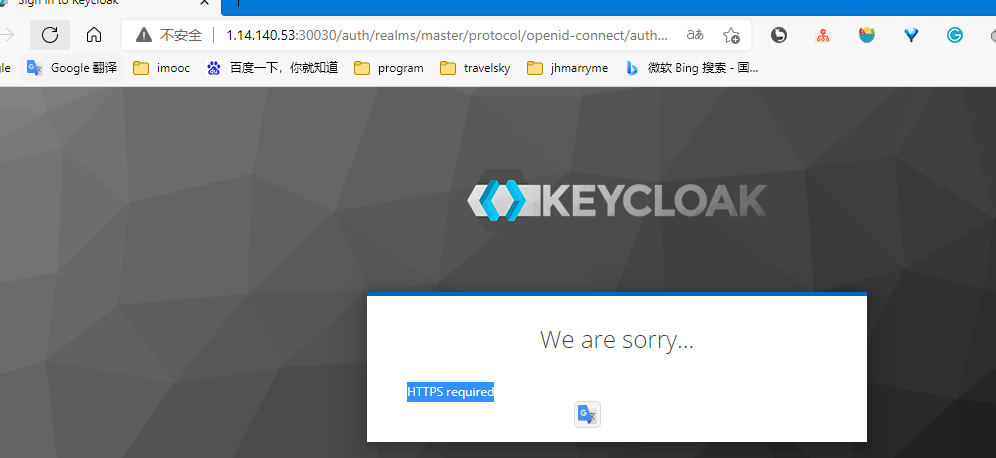 Sign in to Keycloak
不安全 1.14.140.53:30030/auth/realms/master/protocol/openid-connect/auth... aあ
Google 翻译 imooc 百度一下，你就知道 program travelsky jhmarryme 微软 Bing 搜索 - 国...
KEYCLOAK
We are sorry...
HTTPS required